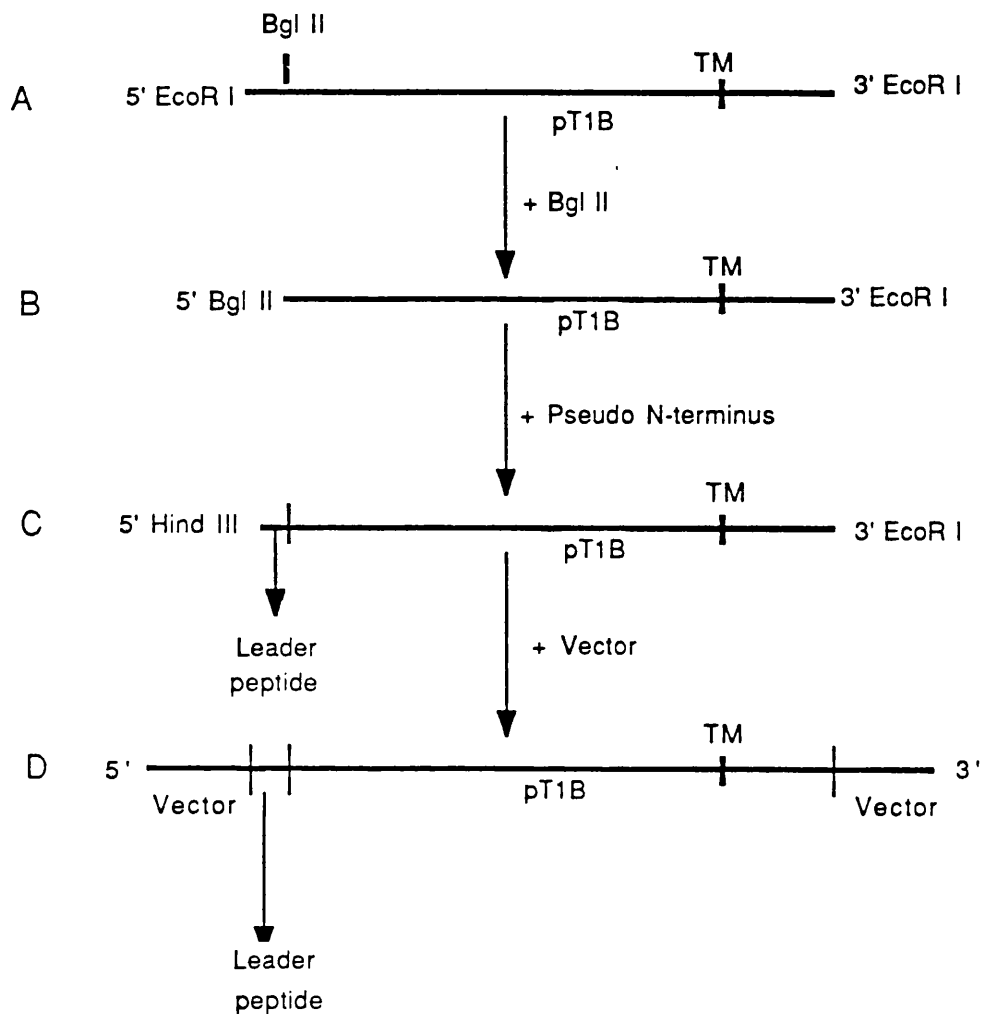 Bgl II
TM
A
5' EcoR I
3' EcoR I
pT1B
+ Bgl II
TM
B
5' Bgl II
3' EcoR I
pT1B
+ Pseudo N-terminus
TM
C
5' Hind III
3' EcoR I
pT1B
Leader
peptide
+ Vector
TM
D
5'
3'
Vector
pT1B
Vector
Leader
peptide